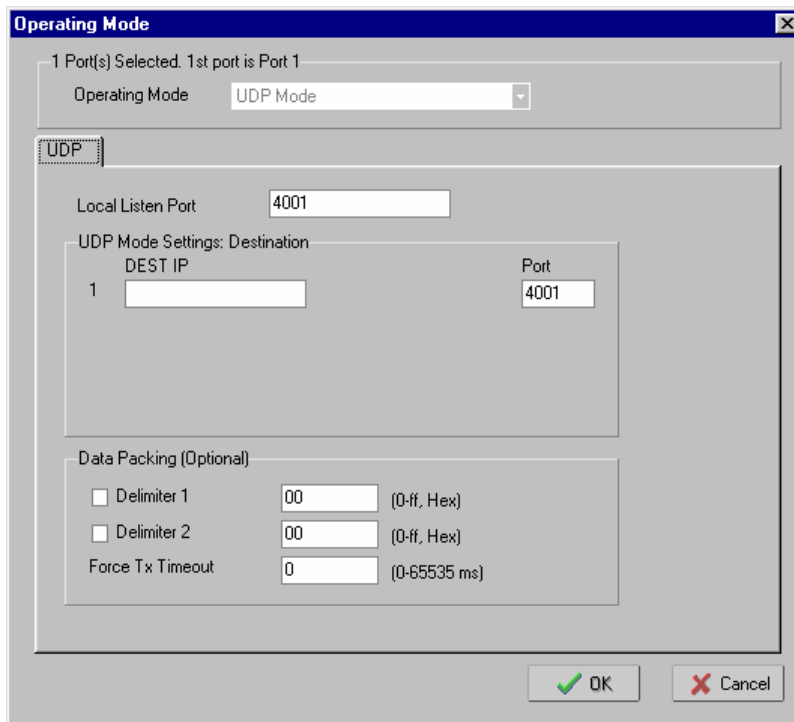 Operating Mode
1 Port(s) Selected. 1st port is Port 1
Operating Mode UDP Mode
UDP
Local Listen Port 4001
UDP Mode Settings: Destination
DEST IP Port
1 4001
Data Packing (Optional)
Delimiter 1 00 (0-ff, Hex)
Delimiter 2 00 (0-ff, Hex)
Force Tx Timeout 0 (0-65535 ms)
OK Cancel